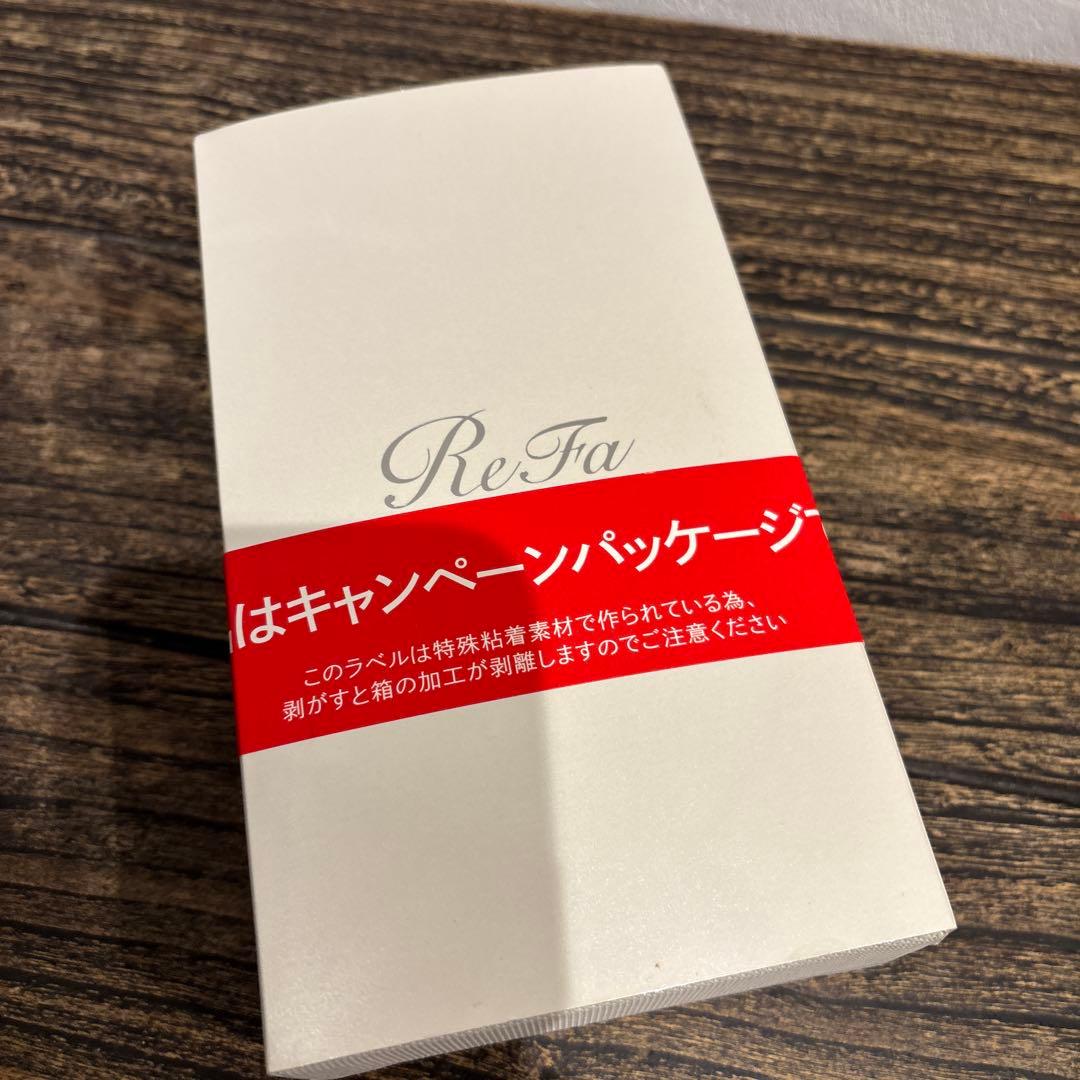 ReFa
はキャンペーンパッケージ
このラベルは特殊粘着素材で作られている為、
剥がすと箱の加工が剥離しますのでご注意ください